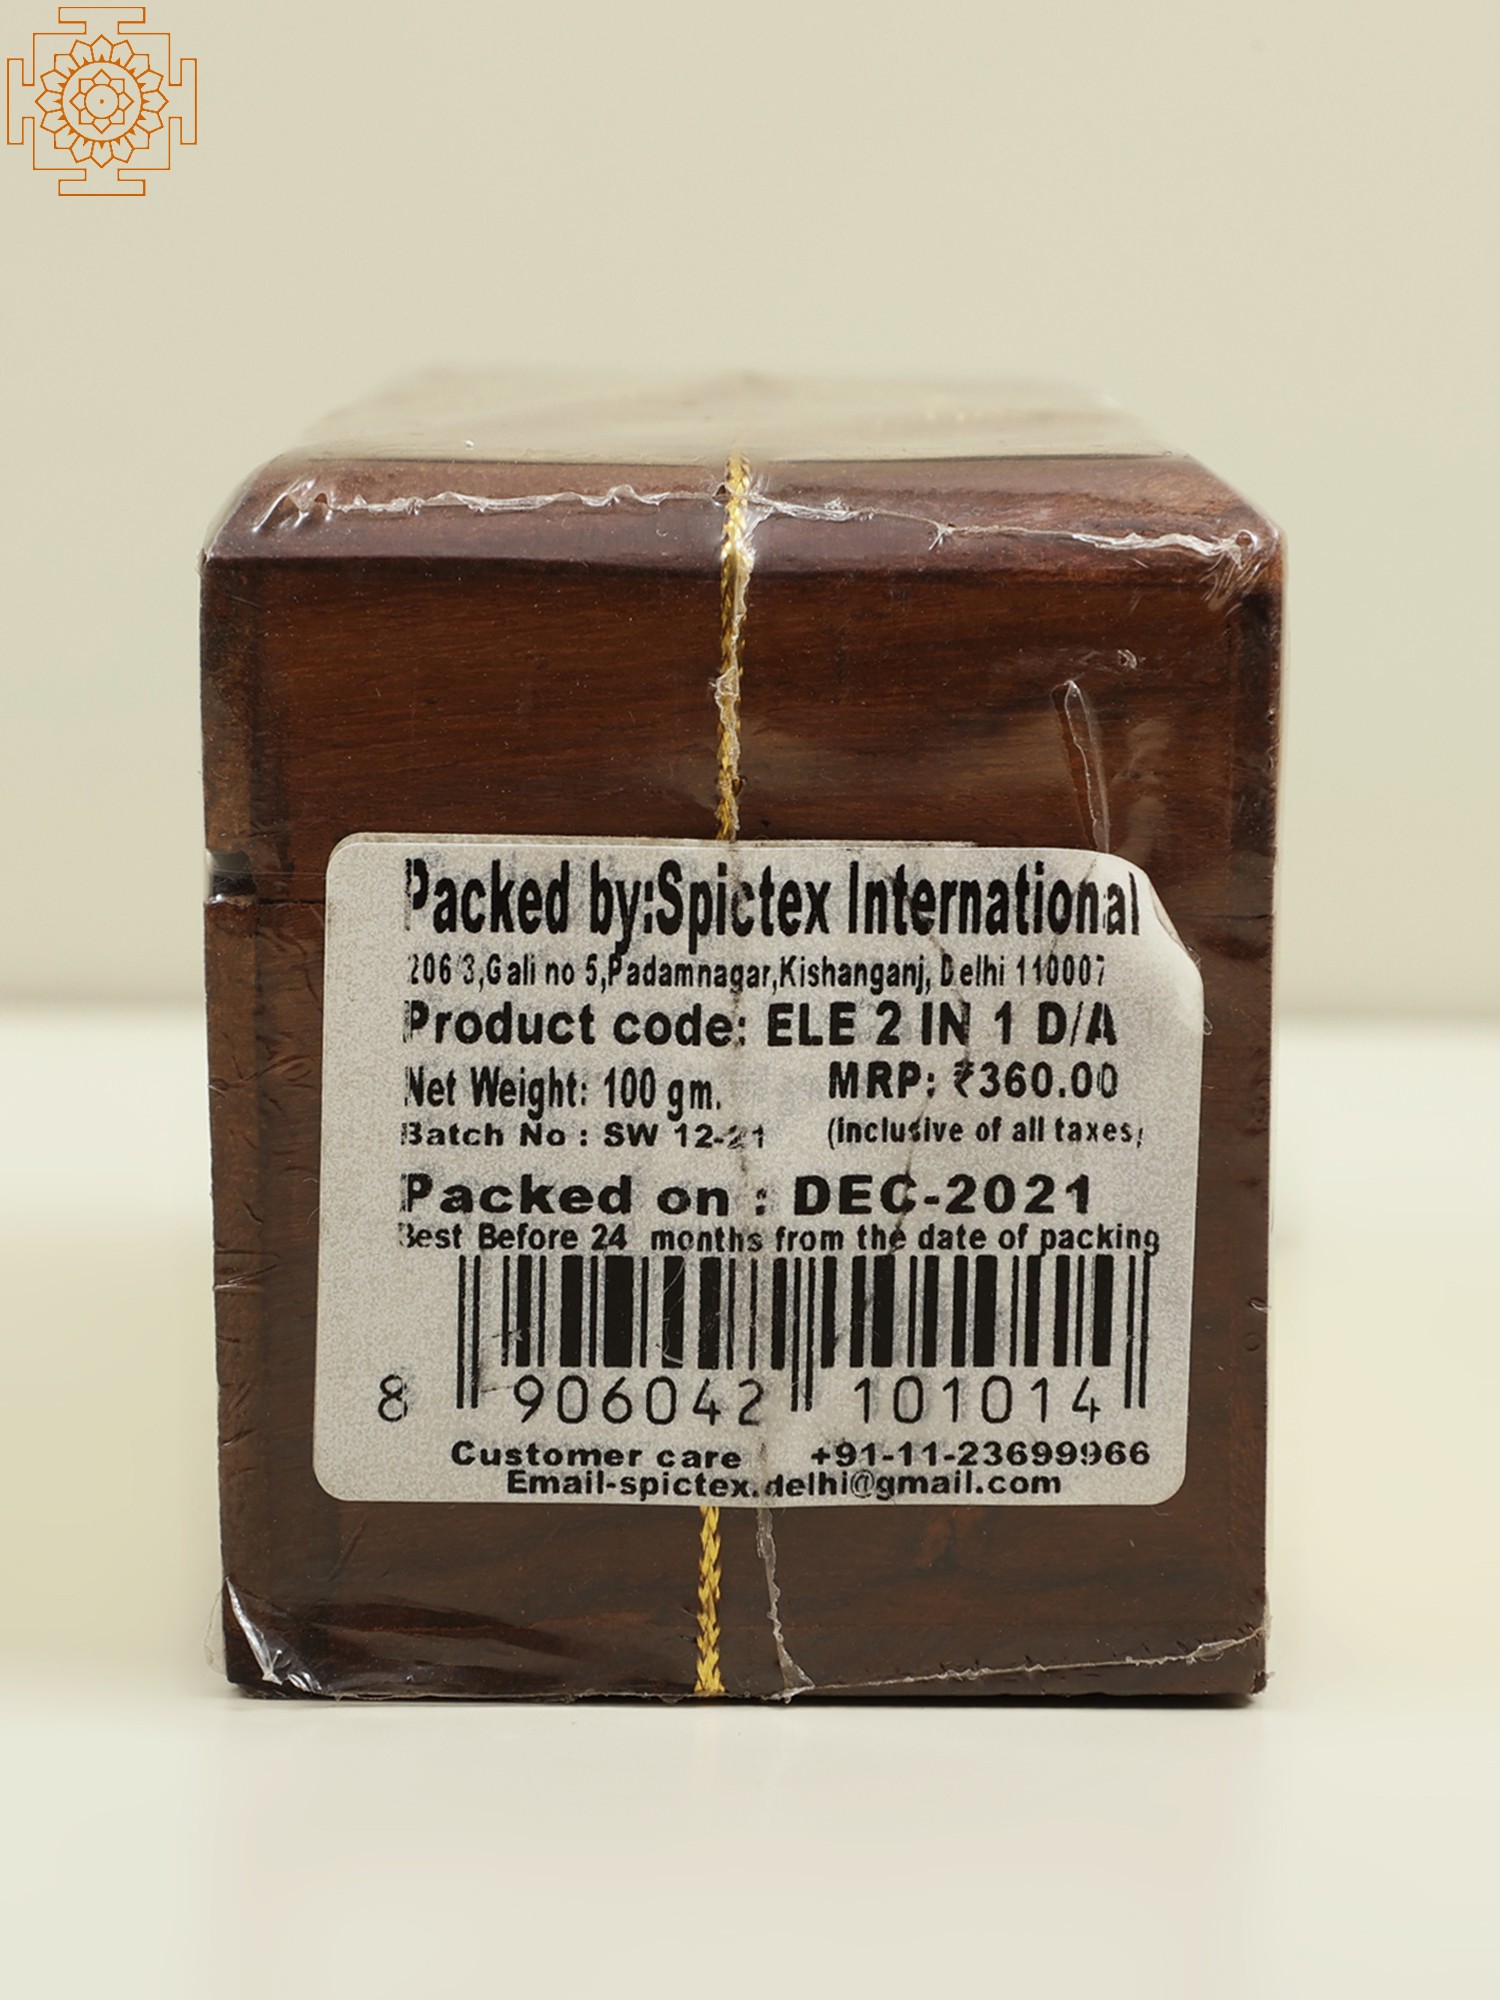 Packed by:Spictex International
206/3,Gali no 5,Padamnagar,Kishanganj, Delhi 110007
Product code: ELE 2 IN 1 D/A
Net Weight: 100 gm.
MRP: ₹360.00
Batch No : SW 12-21
(inclusive of all taxes)
Packed on : DEC-2021
Best Before 24 months from the date of packing
8 906042 101014
Customer care +91-11-23699966
Email-spictex.delhi@gmail.com